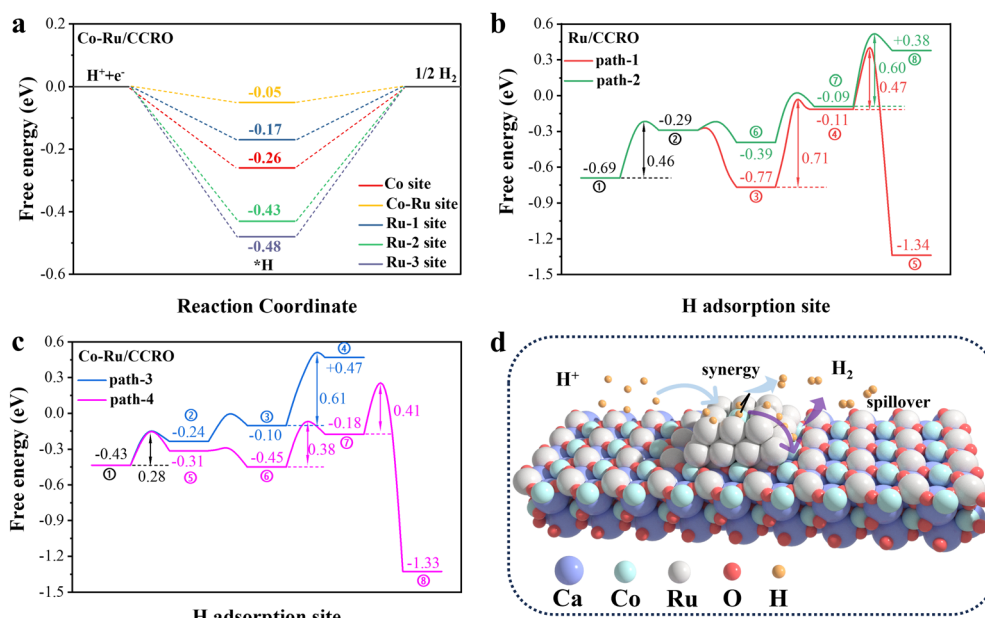 a
Co-Ru/CCRO
H⁺+e⁻
1/2 H₂
-0.05
-0.17
-0.26
-0.43
-0.48
*H
Co site
Co-Ru site
Ru-1 site
Ru-2 site
Ru-3 site
0.2
0.0
-0.2
-0.4
-0.6
Free energy (eV)
Reaction Coordinate
b
Ru/CCRO
path-1
path-2
0.6
0.3
0.0
-0.3
-0.6
-0.9
-1.2
-1.5
Free energy (eV)
-0.69
①
0.46
-0.29
②
⑥
-0.39
-0.77
③
0.71
⑦
-0.09
-0.11
④
0.60
0.47
+0.38
⑧
-1.34
⑤
H adsorption site
c
Co-Ru/CCRO
path-3
path-4
0.6
0.3
0.0
-0.3
-0.6
-0.9
-1.2
-1.5
Free energy (eV)
-0.43
①
0.28
②
-0.24
-0.31
⑤
③
-0.10
-0.45
⑥
④
+0.47
0.61
0.38
-0.18
⑦
0.41
-1.33
⑧
H adsorption site
d
H⁺
synergy
H₂
spillover
Ca Co Ru O H